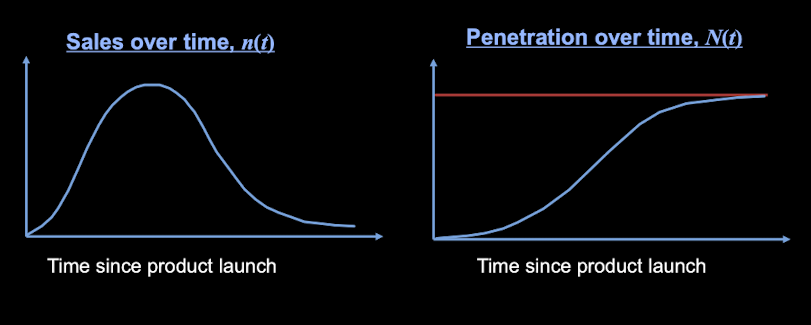 Sales over time, n(t)
Penetration over time, N(t)
Time since product launch
Time since product launch